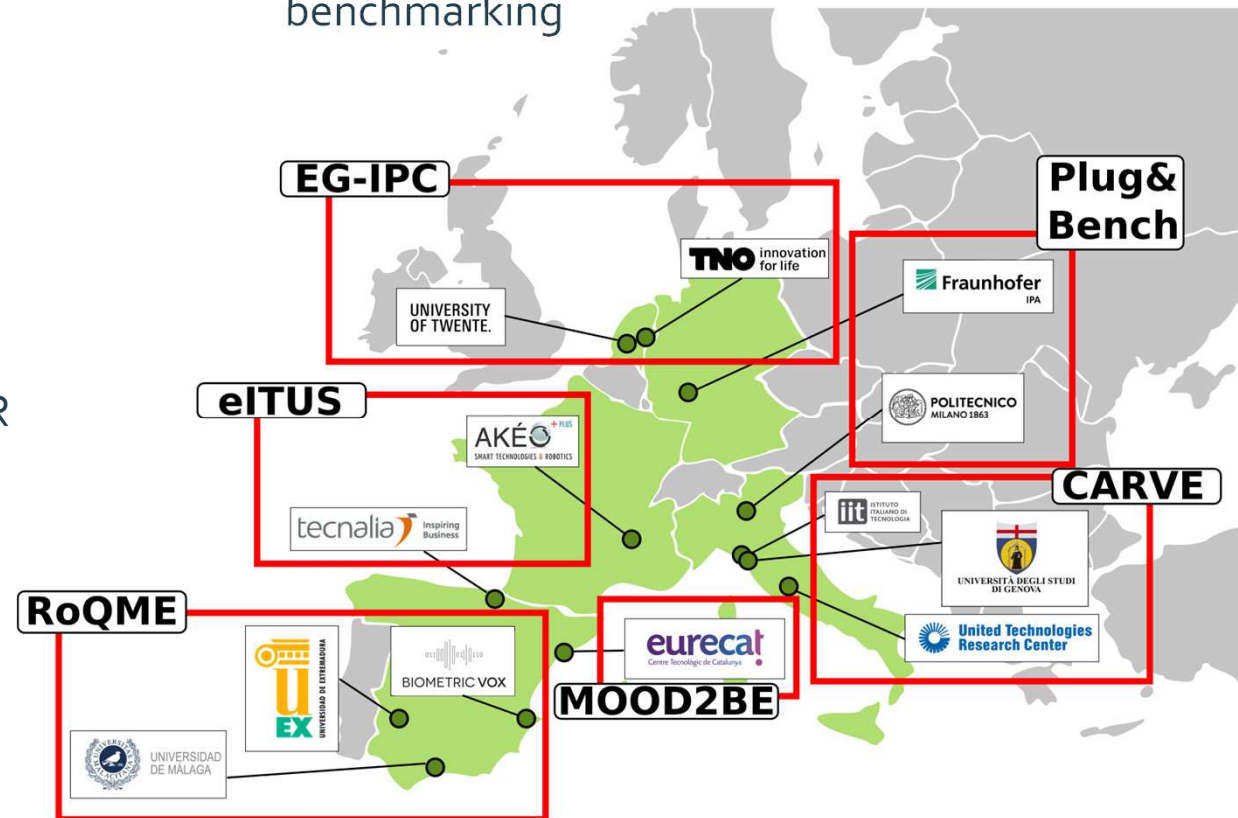 benchmarking
EG-IPC
Plug&
Bench
TNO innovation
for life
Fraunhofer
IPA
UNIVERSITY
OF TWENTE.
eITUS
R
AKÉO + PLUS
SMART TECHNOLOGIES & ROBOTICS
POLITECNICO
MILANO 1863
CARVE
iit ISTITUTO
ITALIANO DI
TECNOLOGIA
tecnalia Inspiring
Business
UNIVERSITÀ DEGLI STUDI
DI GENOVA
RoQME
United Technologies
Research Center
eurecat
Centre Tecnològic de Catalunya
UEX
UNIVERSIDAD DE EXTREMADURA
BIOMETRIC VOX
MOOD2BE
UNIVERSIDAD
DE MÁLAGA